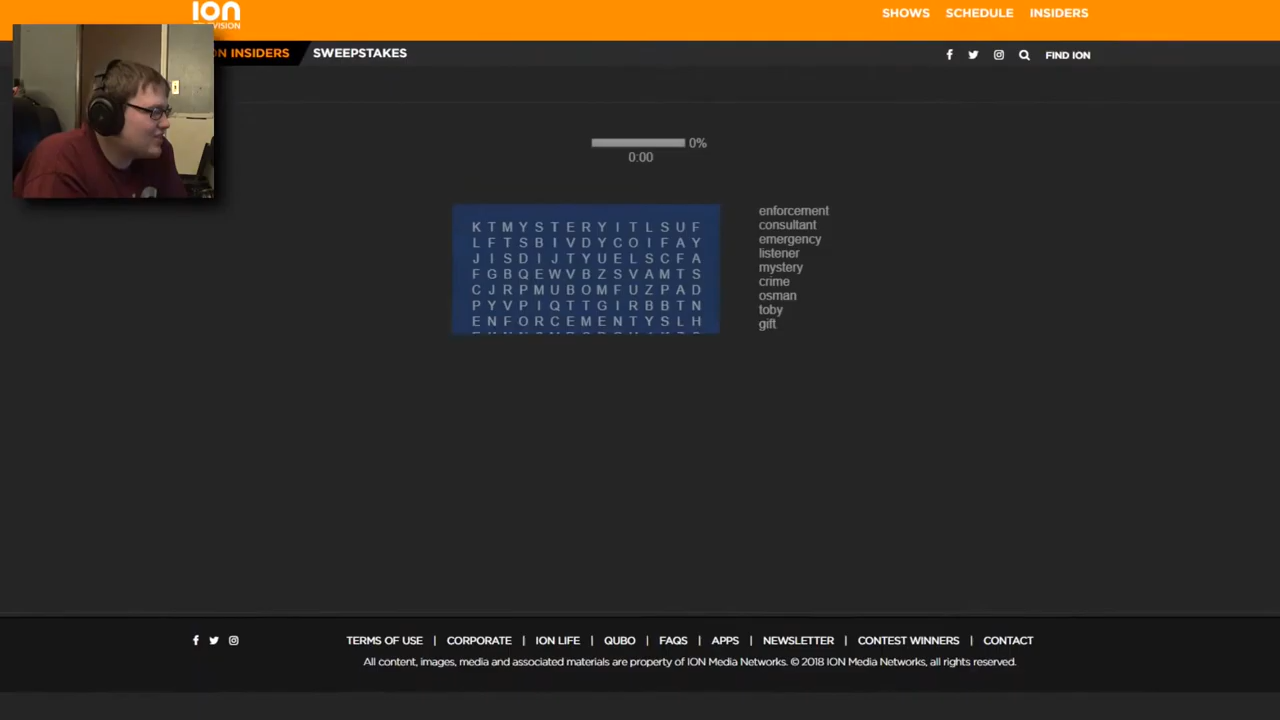 ion
SHOWS SCHEDULE INSIDERS
INSIDERS SWEEPSTAKES
FIND ION
0%
0:00
K T M Y S T E R Y I T L S U F
L F T S B I V D Y C O I F A Y
J I S D I J T Y U E L S C F A
F G B Q E W V B Z S V A M T S
C J R P M U B O M F U Z P A D
P Y V P I Q T T G I R B B T N
E N F O R C E M E N T Y S L H
enforcement
consultant
emergency
listener
mystery
crime
osman
toby
gift
TERMS OF USE | CORPORATE | ION LIFE | QUBO | FAQS | APPS | NEWSLETTER | CONTEST WINNERS | CONTACT
All content, images, media and associated materials are property of ION Media Networks. © 2018 ION Media Networks, all rights reserved.